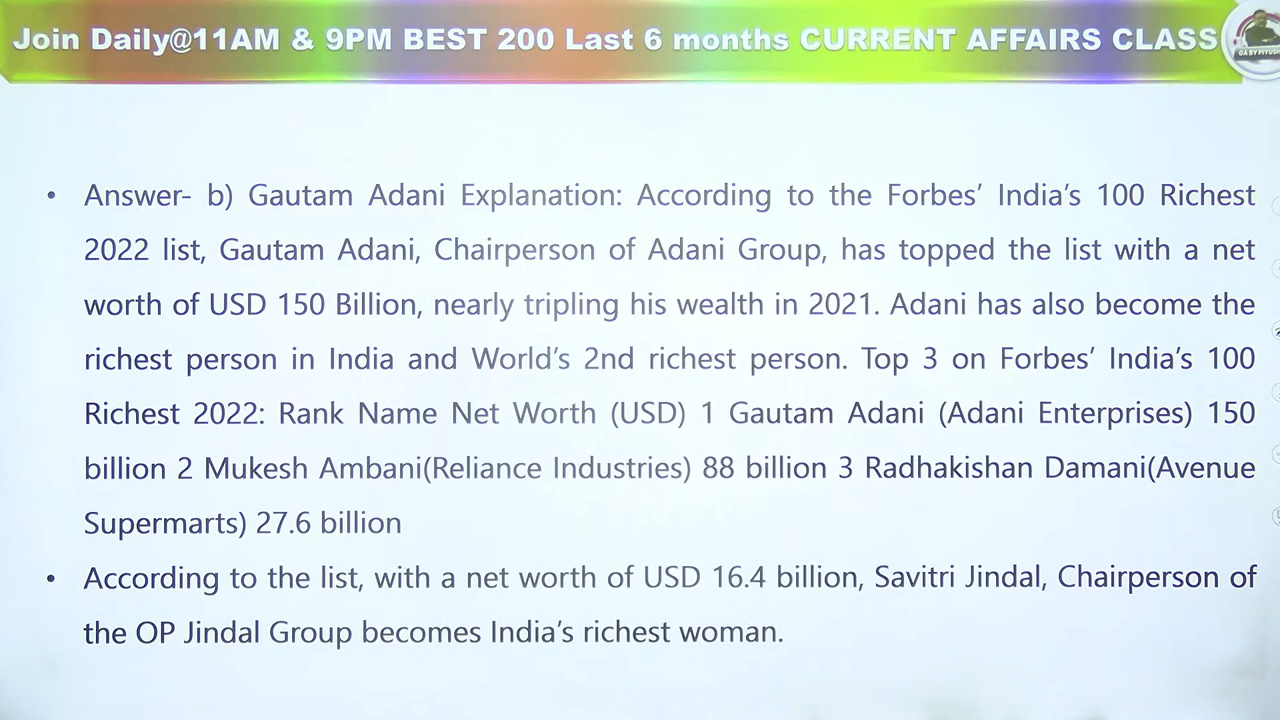 Join Daily@11AM & 9PM BEST 200 Last 6 months CURRENT AFFAIRS CLASS
GA BY PIYUSH
• Answer- b) Gautam Adani Explanation: According to the Forbes’ India’s 100 Richest
2022 list, Gautam Adani, Chairperson of Adani Group, has topped the list with a net
worth of USD 150 Billion, nearly tripling his wealth in 2021. Adani has also become the
richest person in India and World’s 2nd richest person. Top 3 on Forbes’ India’s 100
Richest 2022: Rank Name Net Worth (USD) 1 Gautam Adani (Adani Enterprises) 150
billion 2 Mukesh Ambani(Reliance Industries) 88 billion 3 Radhakishan Damani(Avenue
Supermarts) 27.6 billion
• According to the list, with a net worth of USD 16.4 billion, Savitri Jindal, Chairperson of
the OP Jindal Group becomes India’s richest woman.